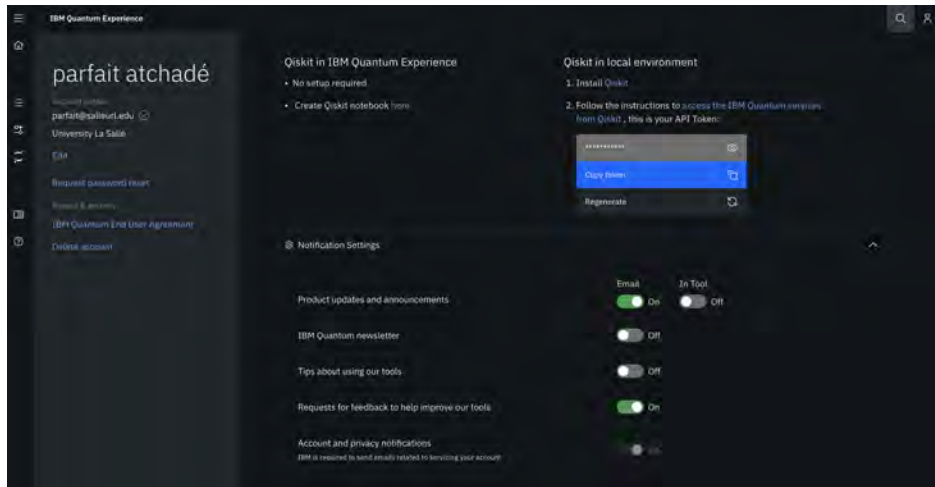 IBM Quantum Experience
parfait atchadé
parfait@salleurl.edu
University La Salle
Edit
Request password reset
IBM Quantum End User Agreement
Delete account
Qiskit in IBM Quantum Experience
• No setup required
• Create Qiskit notebook here
Qiskit in local environment
1. Install Qiskit
2. Follow the instructions to access the IBM Quantum services
from Qiskit , this is your API Token:
***********
Copy token
Regenerate
Notification Settings
Email In Tool
Product updates and announcements On Off
IBM Quantum newsletter Off
Tips about using our tools Off
Requests for feedback to help improve our tools On
Account and privacy notifications
IBM is required to send emails related to servicing your account